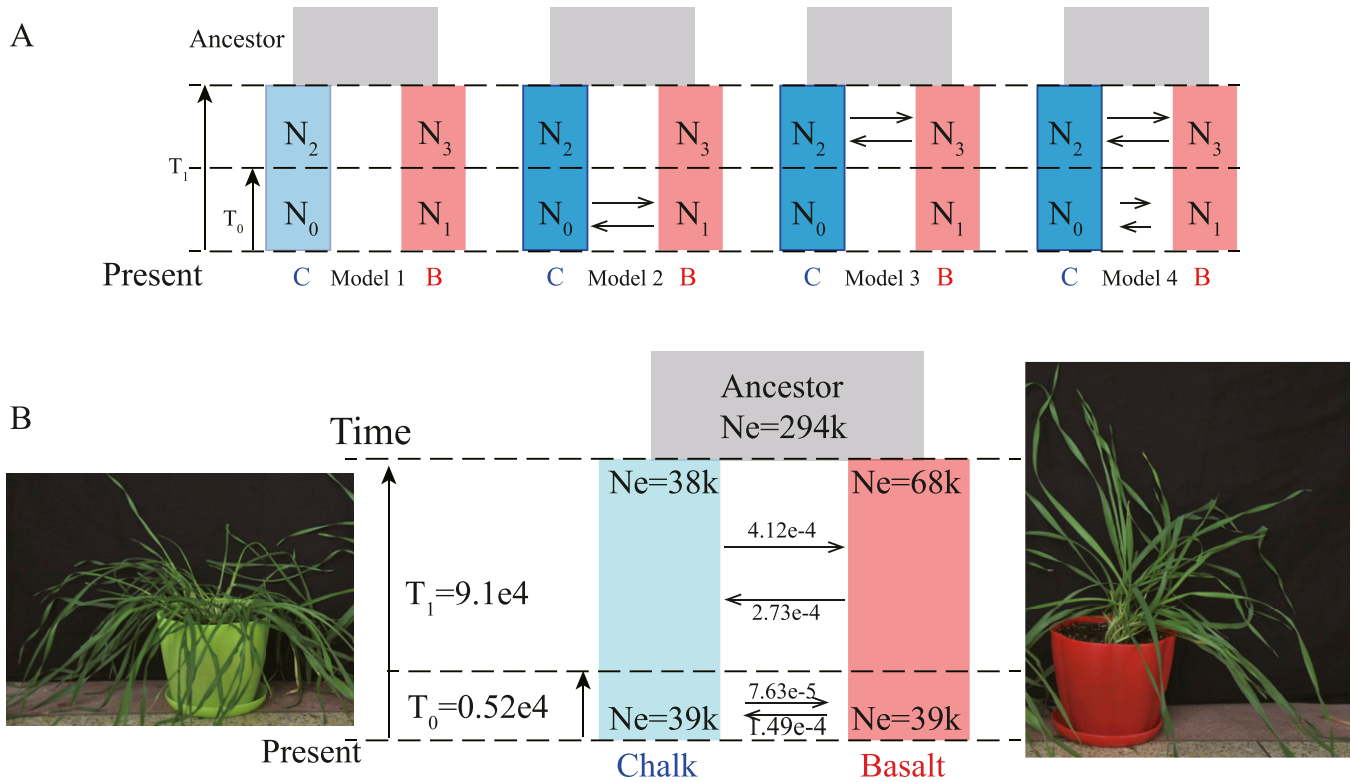 A
Ancestor
N2 N3 N2 N3 N2 N3 N2 N3
T1
T0
N0 N1 N0 N1 N0 N1 N0 N1
Present
C Model 1 B C Model 2 B C Model 3 B C Model 4 B
B
Ancestor
Ne=294k
Time
Ne=38k Ne=68k
4.12e-4
T1=9.1e4
2.73e-4
7.63e-5
T0=0.52e4
Ne=39k Ne=39k
1.49e-4
Present
Chalk Basalt